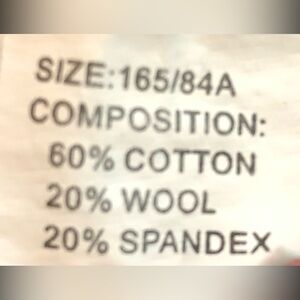 SIZE:165/84A
COMPOSITION:
60% COTTON
20% WOOL
20% SPANDEX